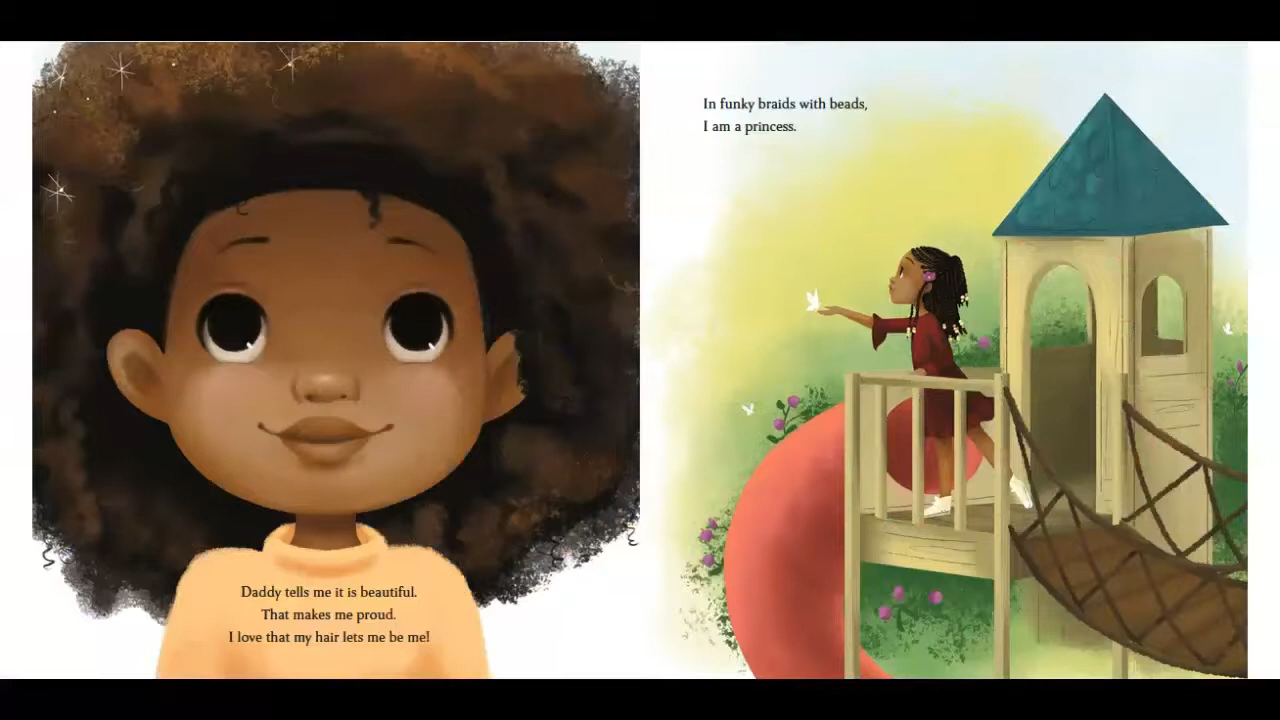 Daddy tells me it is beautiful.
That makes me proud.
I love that my hair lets me be me!
In funky braids with beads,
I am a princess.